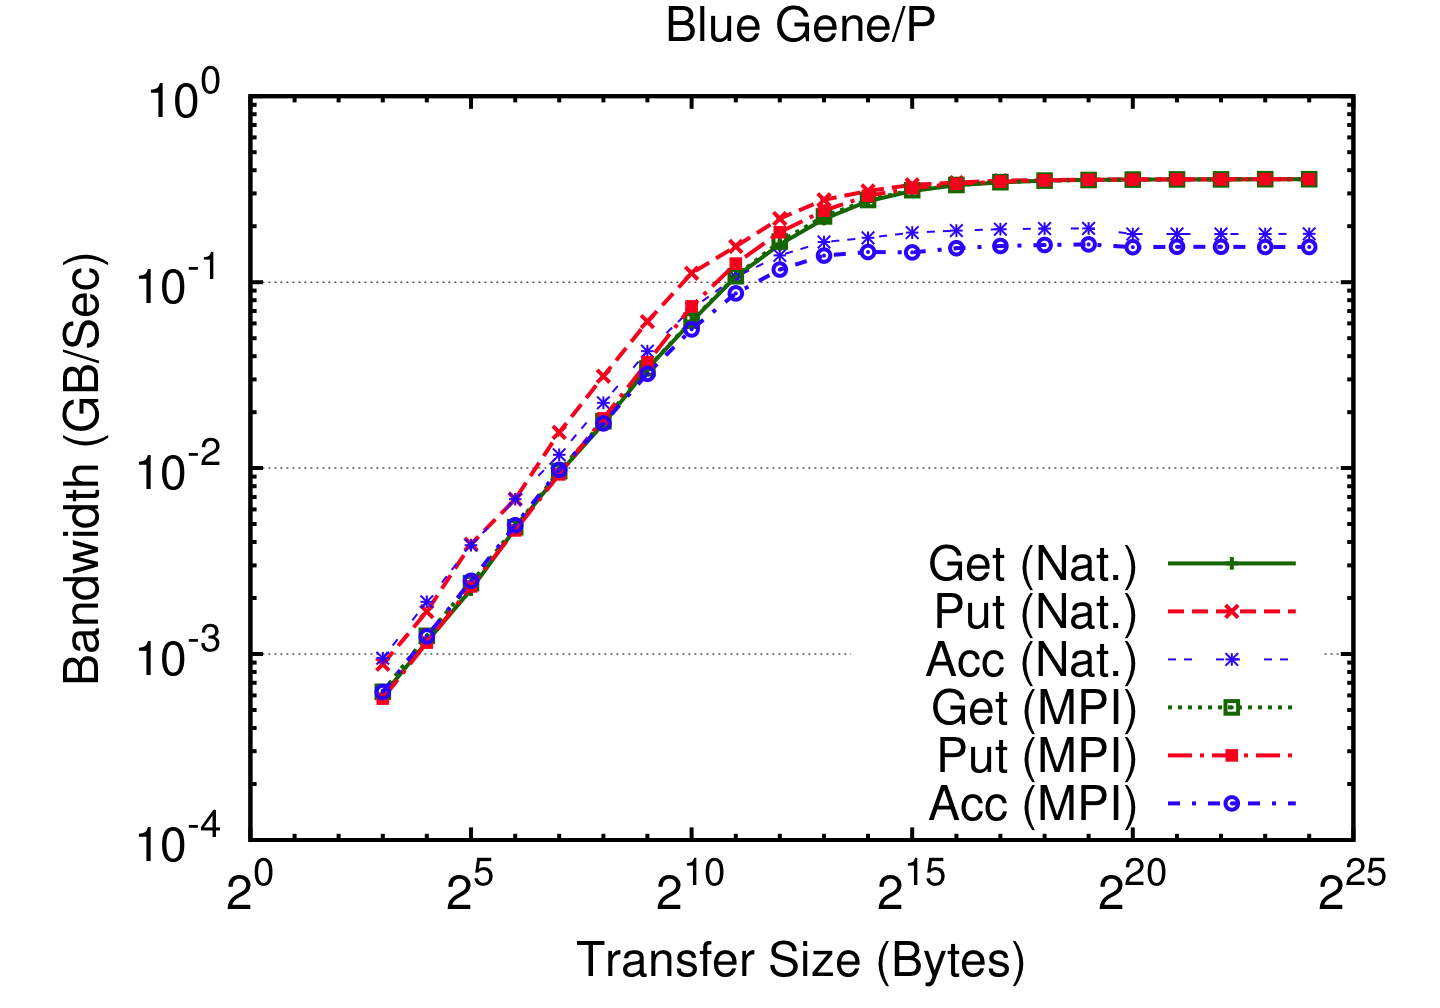 Blue Gene/P
10^0
10^-1
10^-2
10^-3
10^-4
Bandwidth (GB/Sec)
Get (Nat.)
Put (Nat.)
Acc (Nat.)
Get (MPI)
Put (MPI)
Acc (MPI)
2^0 2^5 2^10 2^15 2^20 2^25
Transfer Size (Bytes)